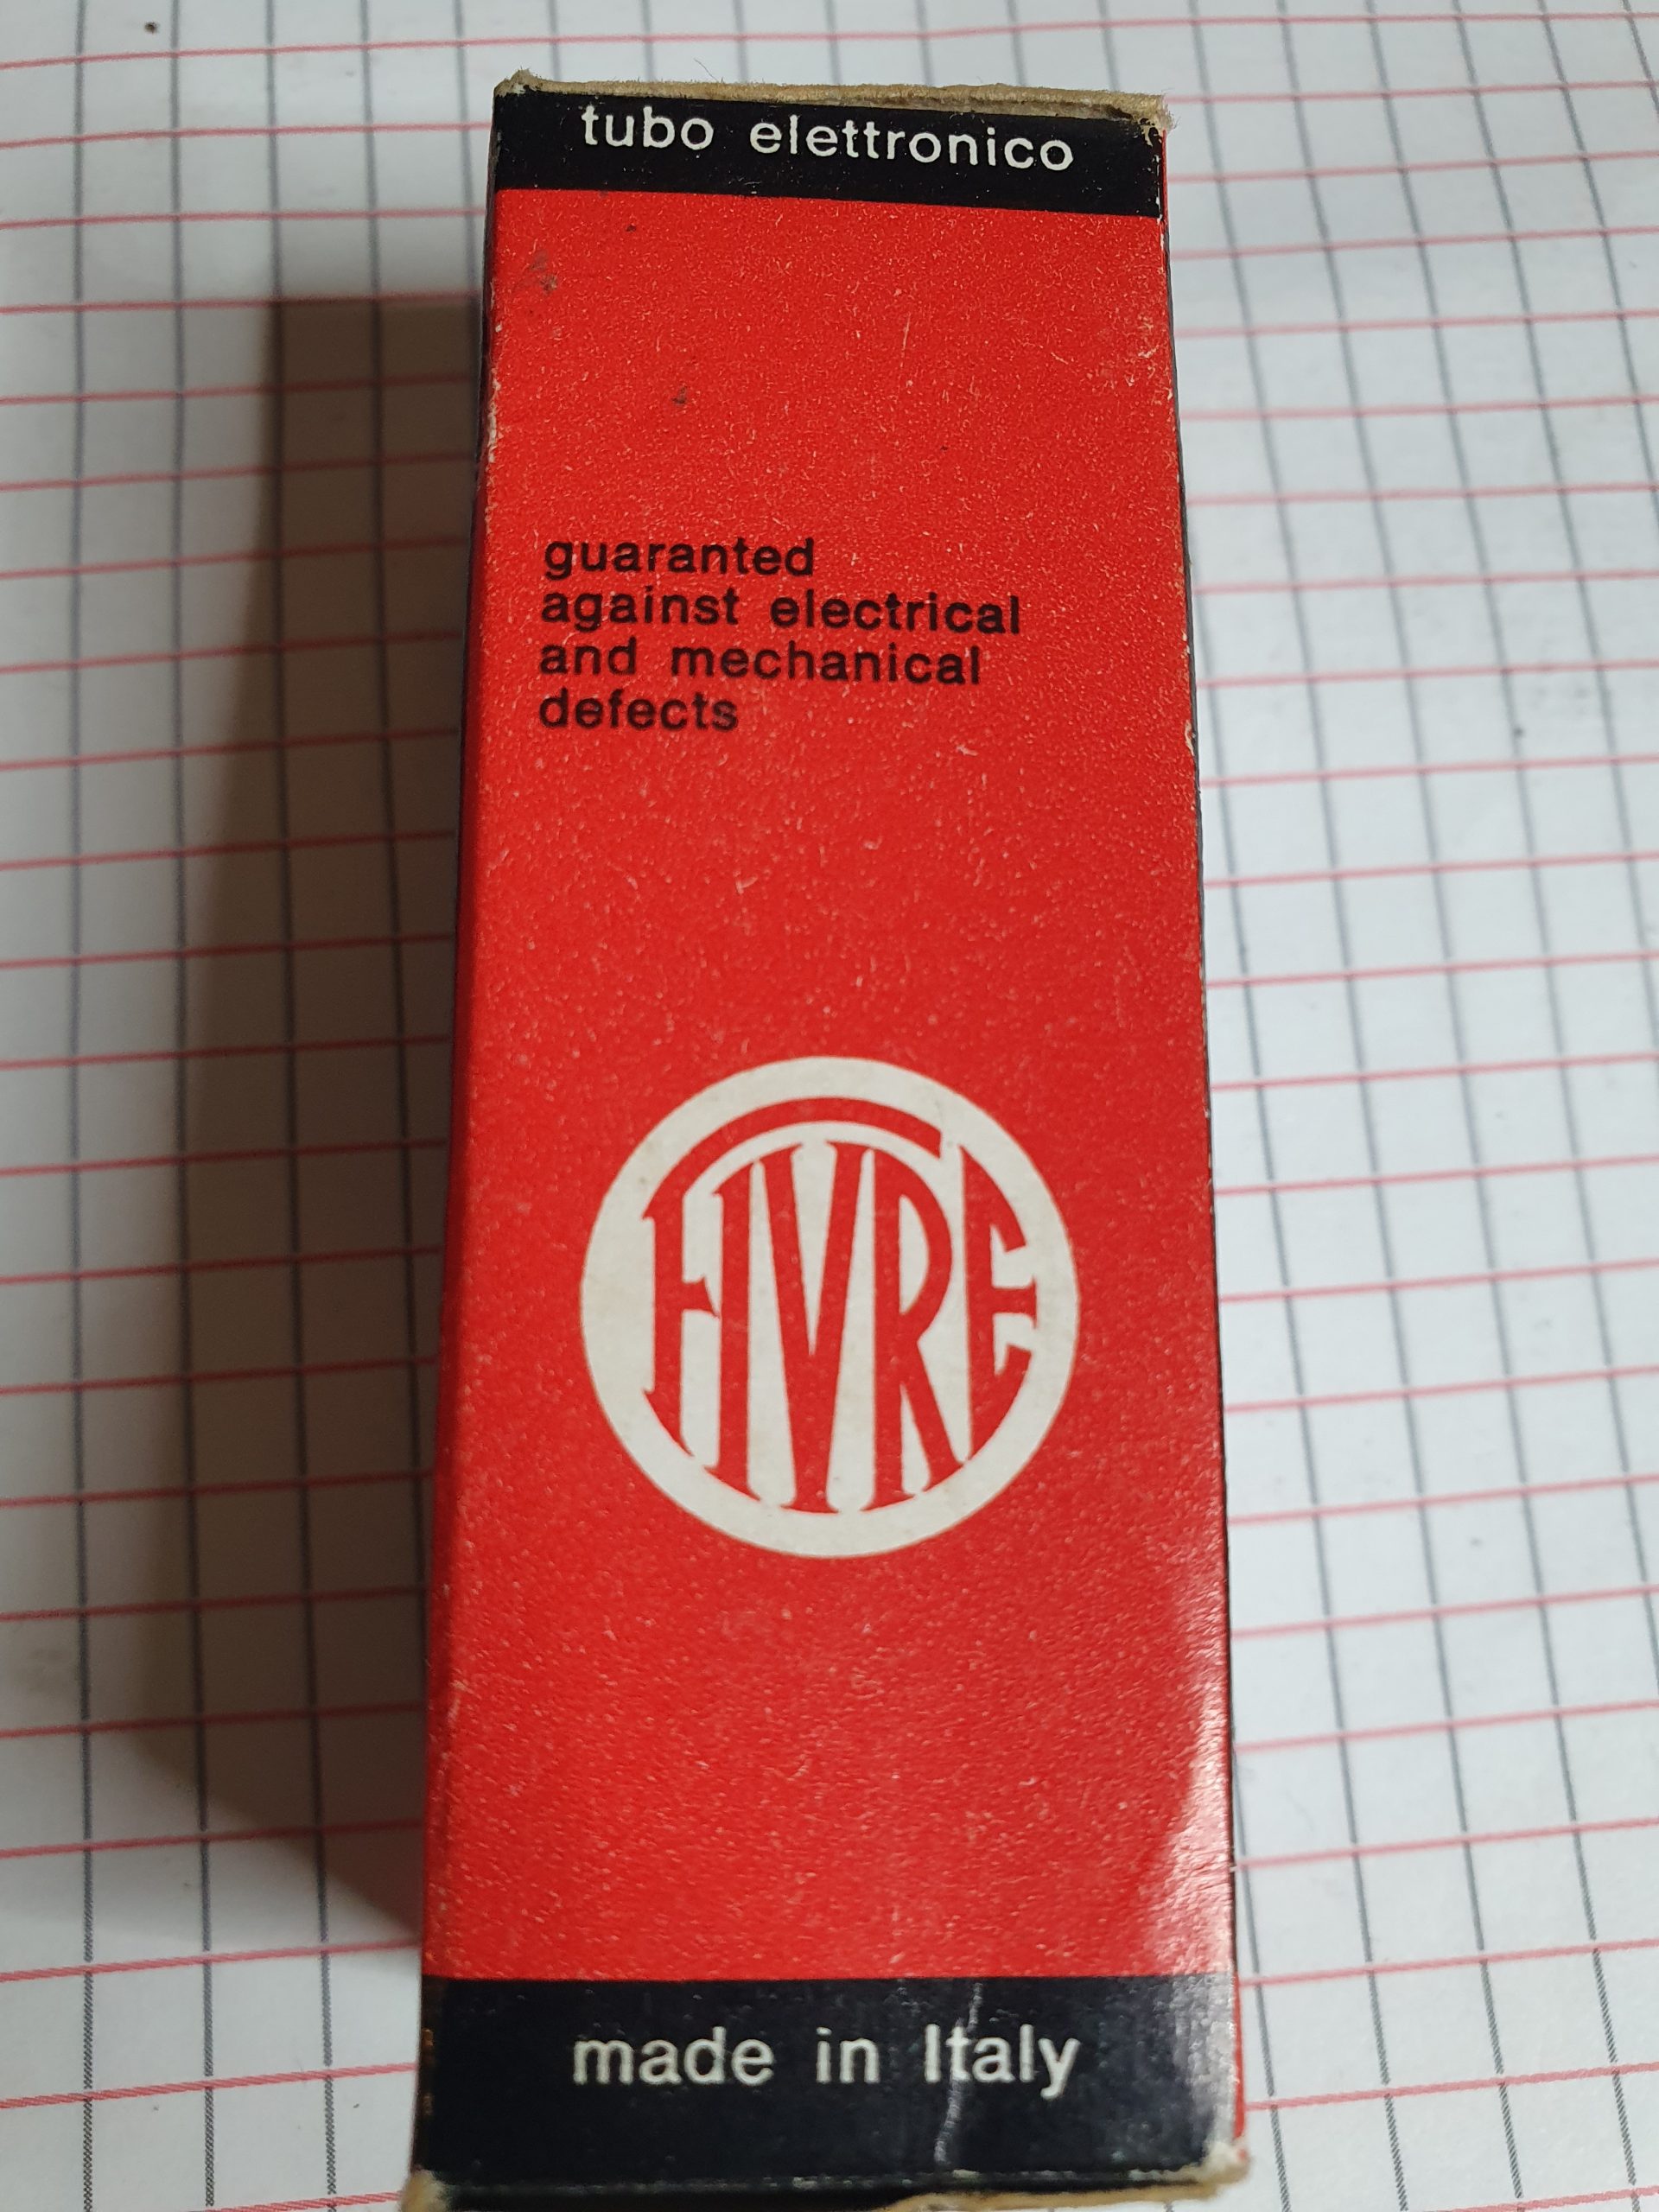 tubo elettronico
guaranted
against electrical
and mechanical
defects
FIVRE
made in Italy